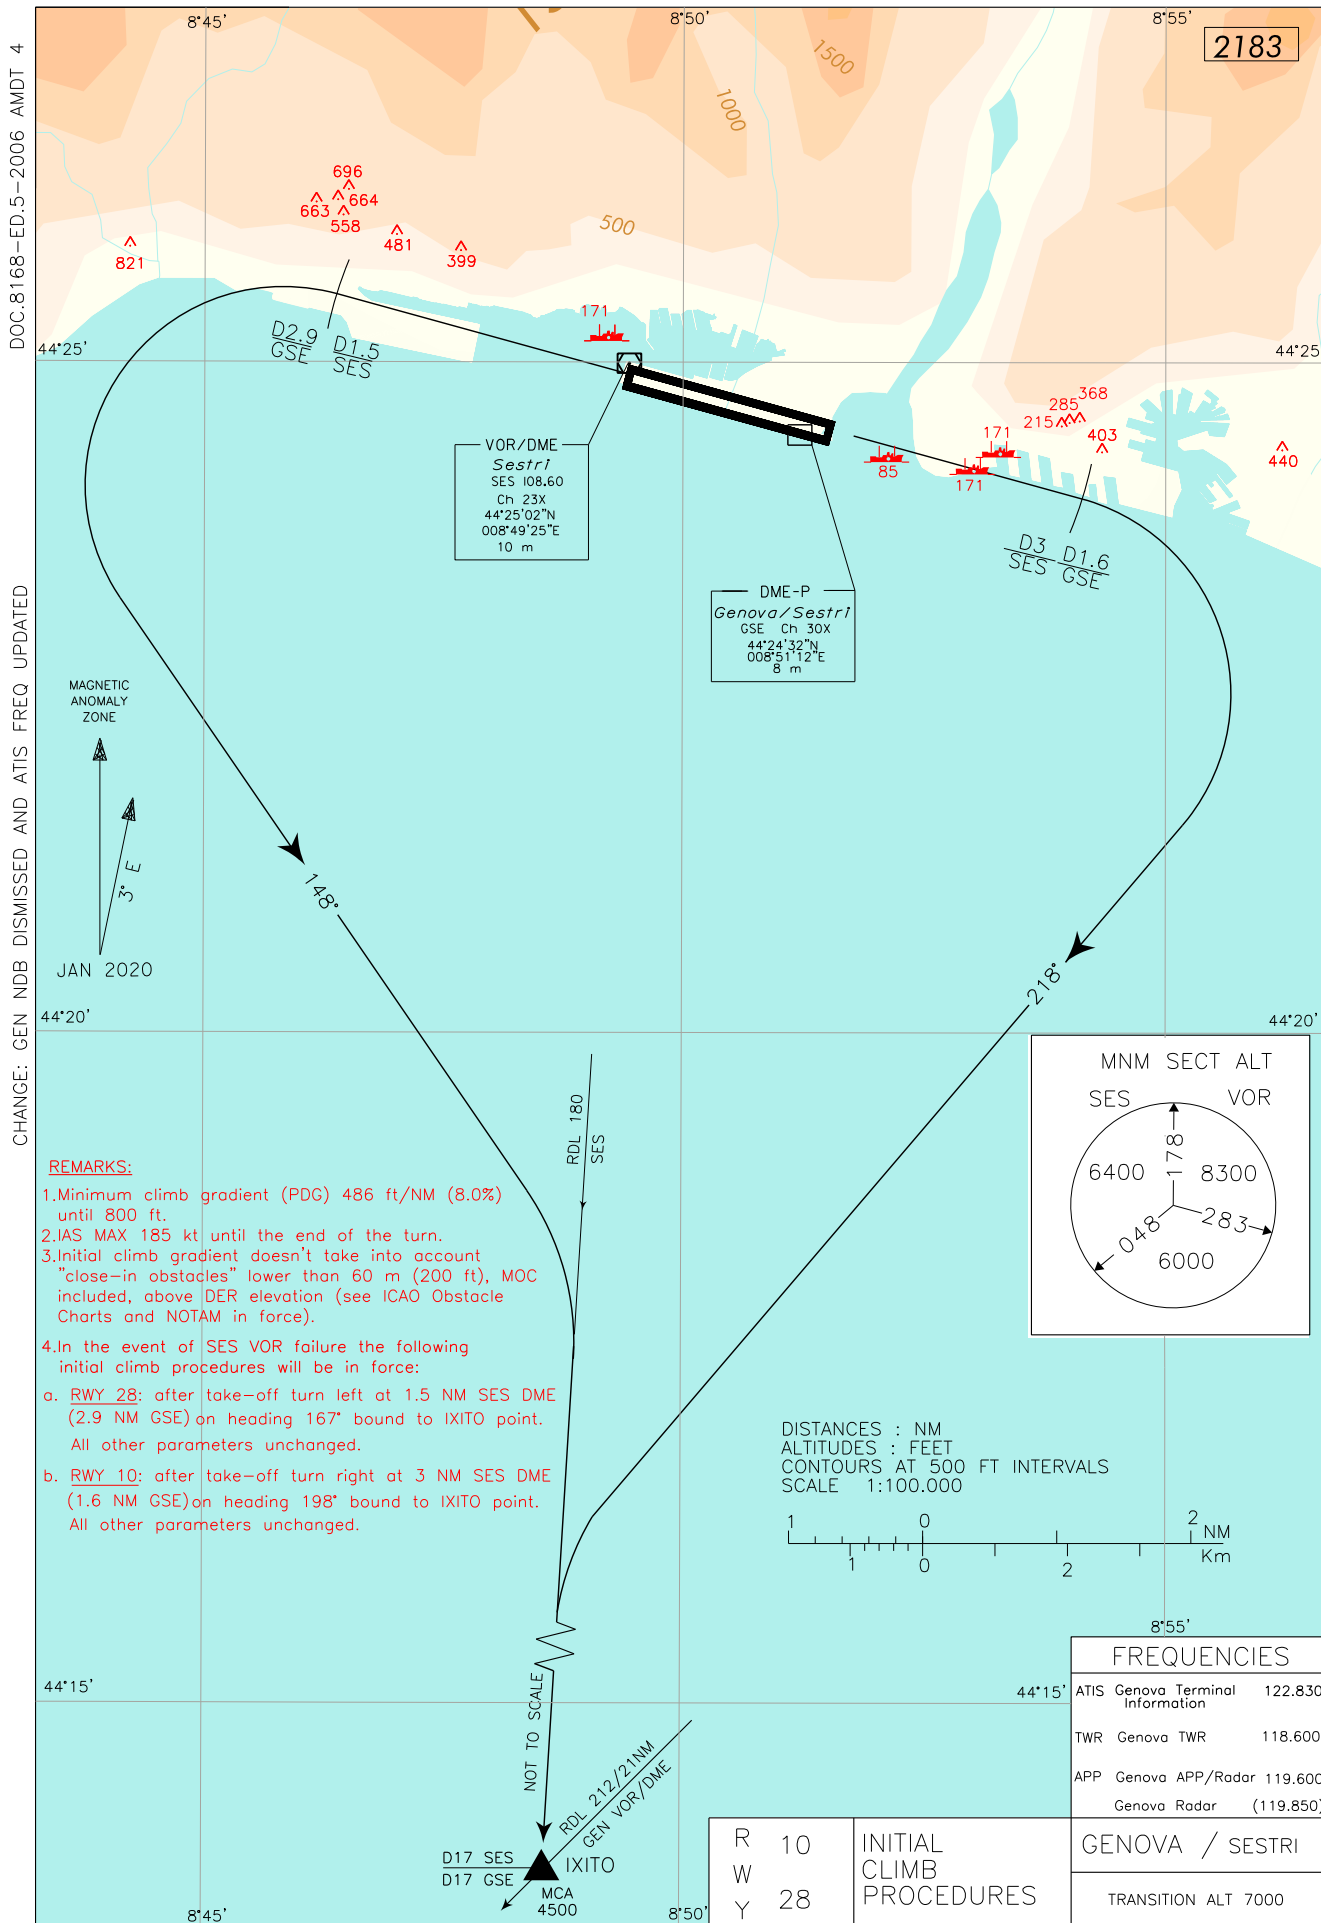 8°45'
8°50'
8°55'
2183
DOC.8168-ED.5-2006 AMDT 4
CHANGE: GEN NDB DISMISSED AND ATIS FREQ UPDATED
1500
1000
500
696
663
664
558
481
399
821
171
44°25'
44°25'
D2.9
GSE
D1.5
SES
368
285
215
403
440
171
85
171
VOR/DME
Sestri
SES 108.60
Ch 23X
44°25'02"N
008°49'25"E
10 m
D3
SES
D1.6
GSE
DME-P
Genova/Sestri
GSE Ch 30X
44°24'32"N
008°51'12"E
8 m
MAGNETIC
ANOMALY
ZONE
3° E
JAN 2020
148°
218°
44°20'
44°20'
MNM SECT ALT
SES VOR
6400
178
8300
048
283
6000
RDL 180
SES
REMARKS:
1.Minimum climb gradient (PDG) 486 ft/NM (8.0%)
until 800 ft.
2.IAS MAX 185 kt until the end of the turn.
3.Initial climb gradient doesn't take into account
"close-in obstacles" lower than 60 m (200 ft), MOC
included, above DER elevation (see ICAO Obstacle
Charts and NOTAM in force).
4.In the event of SES VOR failure the following
initial climb procedures will be in force:
a. RWY 28: after take-off turn left at 1.5 NM SES DME
(2.9 NM GSE) on heading 167° bound to IXITO point.
All other parameters unchanged.
b. RWY 10: after take-off turn right at 3 NM SES DME
(1.6 NM GSE) on heading 198° bound to IXITO point.
All other parameters unchanged.
DISTANCES : NM
ALTITUDES : FEET
CONTOURS AT 500 FT INTERVALS
SCALE 1:100.000
1 0 2 NM
1 0 2 Km
8°55'
44°15'
44°15'
FREQUENCIES
ATIS Genova Terminal Information 122.830
TWR Genova TWR 118.600
APP Genova APP/Radar 119.600
Genova Radar (119.850)
NOT TO SCALE
RDL 212/21NM
GEN VOR/DME
D17 SES
D17 GSE
IXITO
MCA
4500
8°45'
8°50'
RWY
10
28
INITIAL
CLIMB
PROCEDURES
GENOVA / SESTRI
TRANSITION ALT 7000